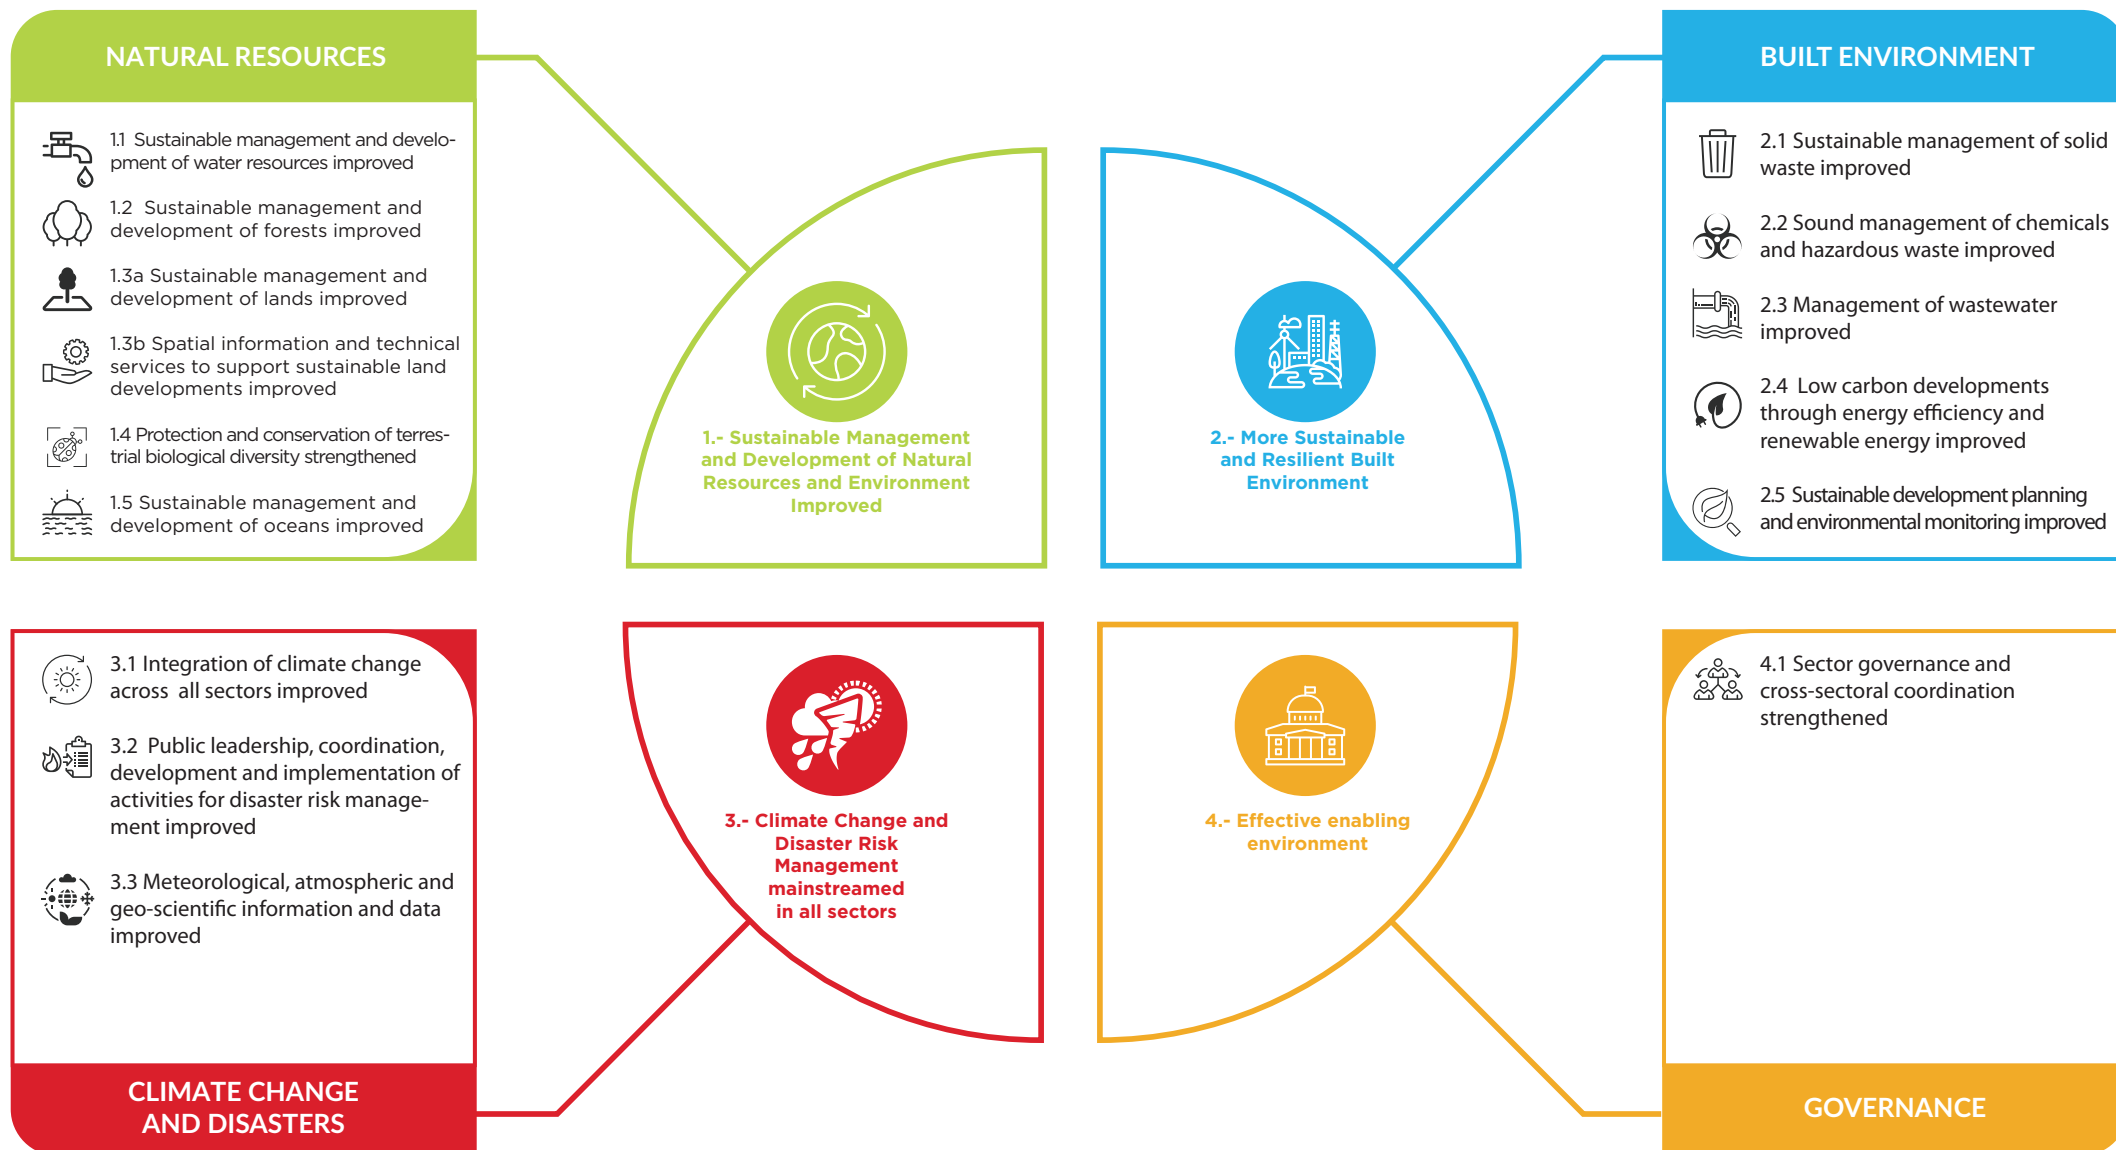 NATURAL RESOURCES
1.1 Sustainable management and develo-
pment of water resources improved
1.2 Sustainable management and
development of forests improved
1.3a Sustainable management and
development of lands improved
1.3b Spatial information and technical
services to support sustainable land
developments improved
1.4 Protection and conservation of terres-
trial biological diversity strengthened
1.5 Sustainable management and
development of oceans improved
1.- Sustainable Management
and Development of Natural
Resources and Environment
Improved
2.- More Sustainable
and Resilient Built
Environment
BUILT ENVIRONMENT
2.1 Sustainable management of solid
waste improved
2.2 Sound management of chemicals
and hazardous waste improved
2.3 Management of wastewater
improved
2.4 Low carbon developments
through energy efficiency and
renewable energy improved
2.5 Sustainable development planning
and environmental monitoring improved
3.1 Integration of climate change
across all sectors improved
3.2 Public leadership, coordination,
development and implementation of
activities for disaster risk manage-
ment improved
3.3 Meteorological, atmospheric and
geo-scientific information and data
improved
CLIMATE CHANGE
AND DISASTERS
3.- Climate Change and
Disaster Risk
Management
mainstreamed
in all sectors
4.- Effective enabling
environment
4.1 Sector governance and
cross-sectoral coordination
strengthened
GOVERNANCE